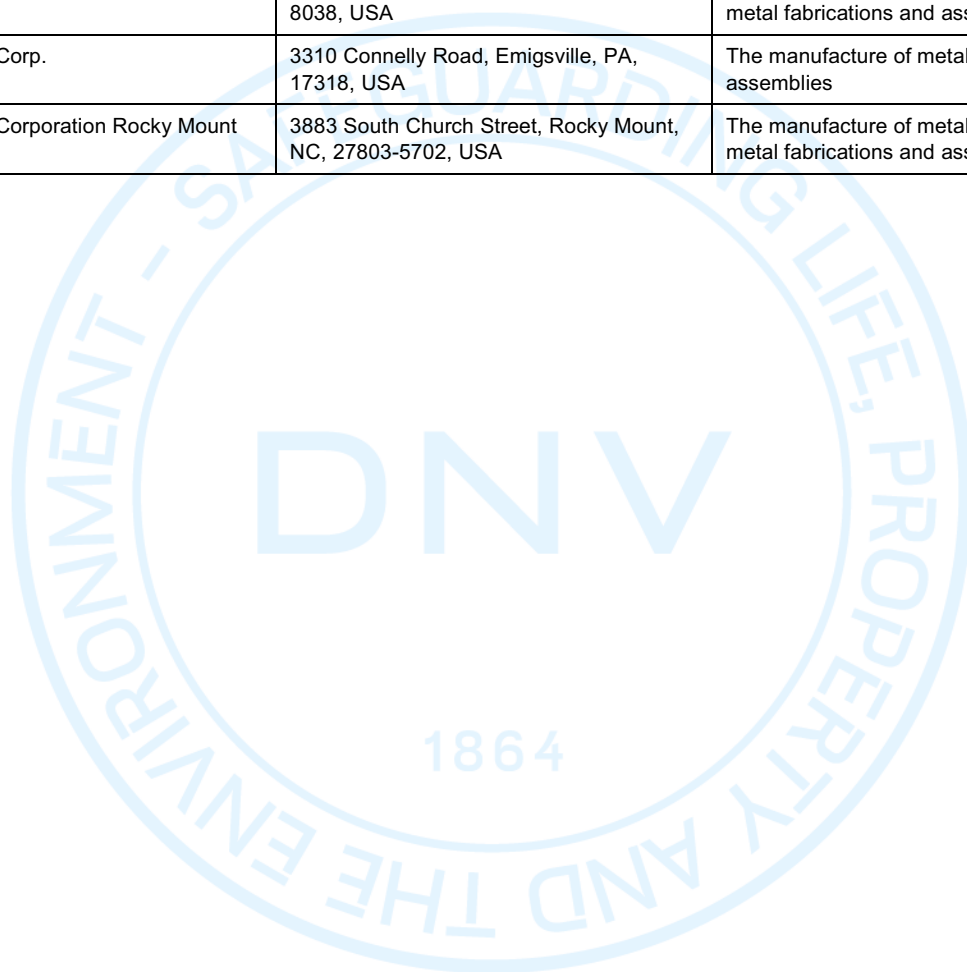 8038, USA
metal fabrications and
Corp.
3310 Connelly Road, Emigsville, PA,
The manufacture of metal
17318, USA
assemblies
Corporation Rocky Mount
3883 South Church Street, Rocky Mount,
The manufacture of metal
NC, 27803-5702, USA
metal fabrications and
SAFEGUARDING LIFE, PROPERTY AND THE ENVIRONMENT -
DNV
1864